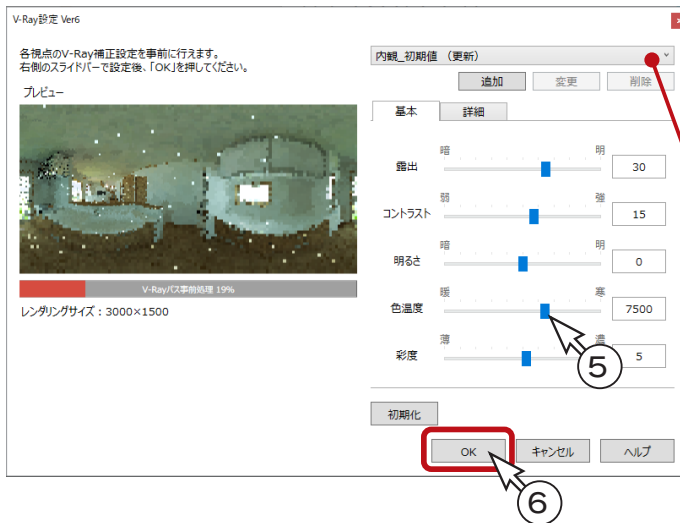 V-Ray設定 Ver6
各視点のV-Ray補正設定を事前に行えます。
右側のスライドバーで設定後、「OK」を押してください。
プレビュー
V-Rayパス事前処理 19%
レンダリングサイズ：3000×1500
内観_初期値 （更新）
追加 変更 削除
基本 詳細
暗 明
露出 30
弱 強
コントラスト 15
暗 明
明るさ 0
暖 寒
色温度 7500
薄 濃
彩度 5
⑤
初期化
OK キャンセル ヘルプ
⑥